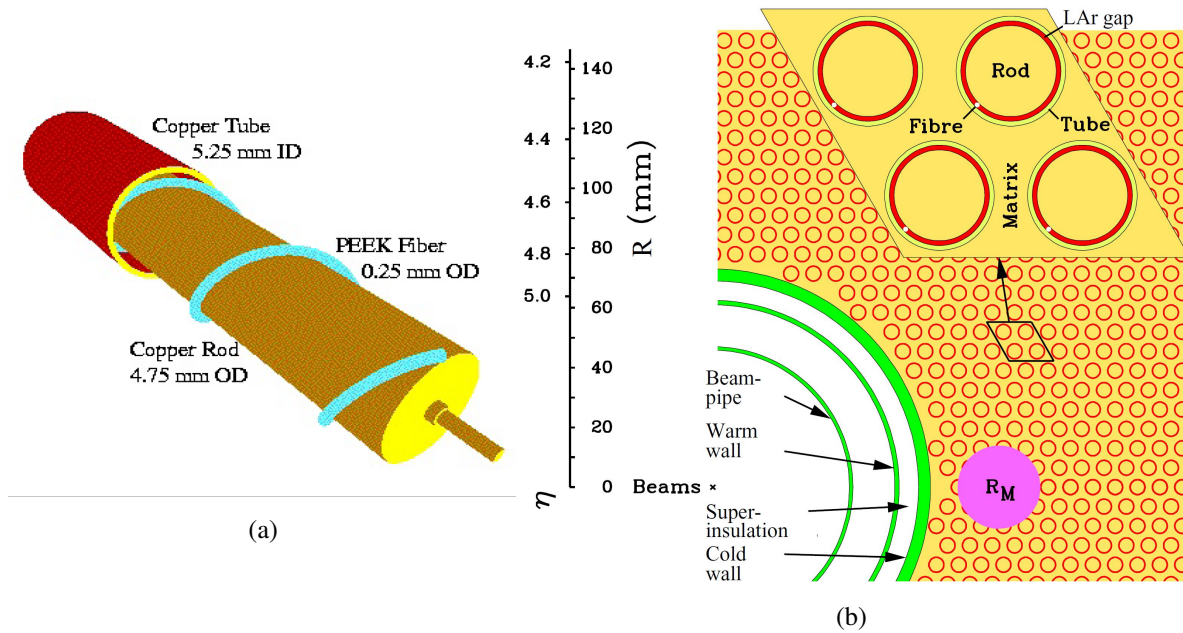 Copper Tube
5.25 mm ID
PEEK Fiber
0.25 mm OD
Copper Rod
4.75 mm OD
(a)
4.2
4.4
4.6
4.8
5.0
η
140
120
100
80
60
40
20
0
R (mm)
LAr gap
Rod
Fibre
Tube
Matrix
Beam-
pipe
Warm
wall
Beams ×
Super-
insulation
Cold
wall
R_M
(b)